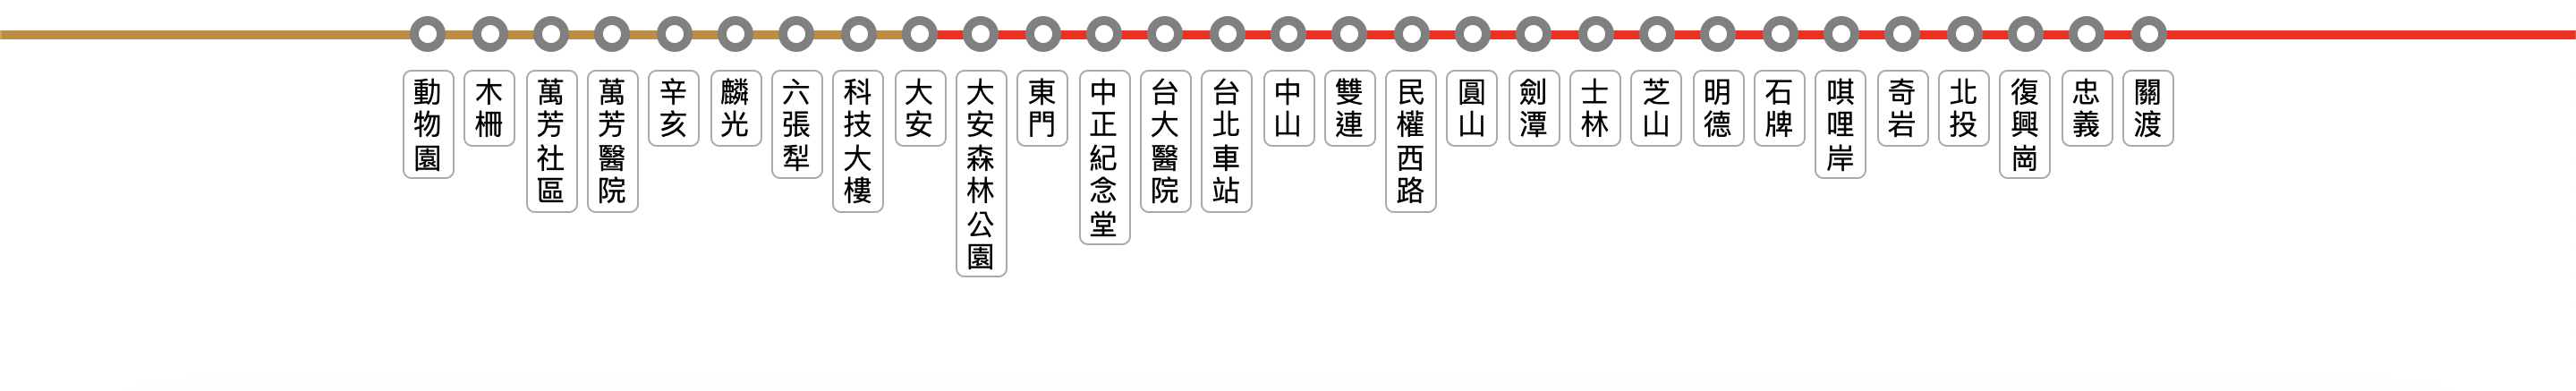 動物園
木柵
萬芳社區
萬芳醫院
辛亥
麟光
六張犁
科技大樓
大安
大安森林公園
東門
中正紀念堂
台大醫院
台北車站
中山
雙連
民權西路
圓山
劍潭
士林
芝山
明德
石牌
唭哩岸
奇岩
北投
復興崗
忠義
關渡